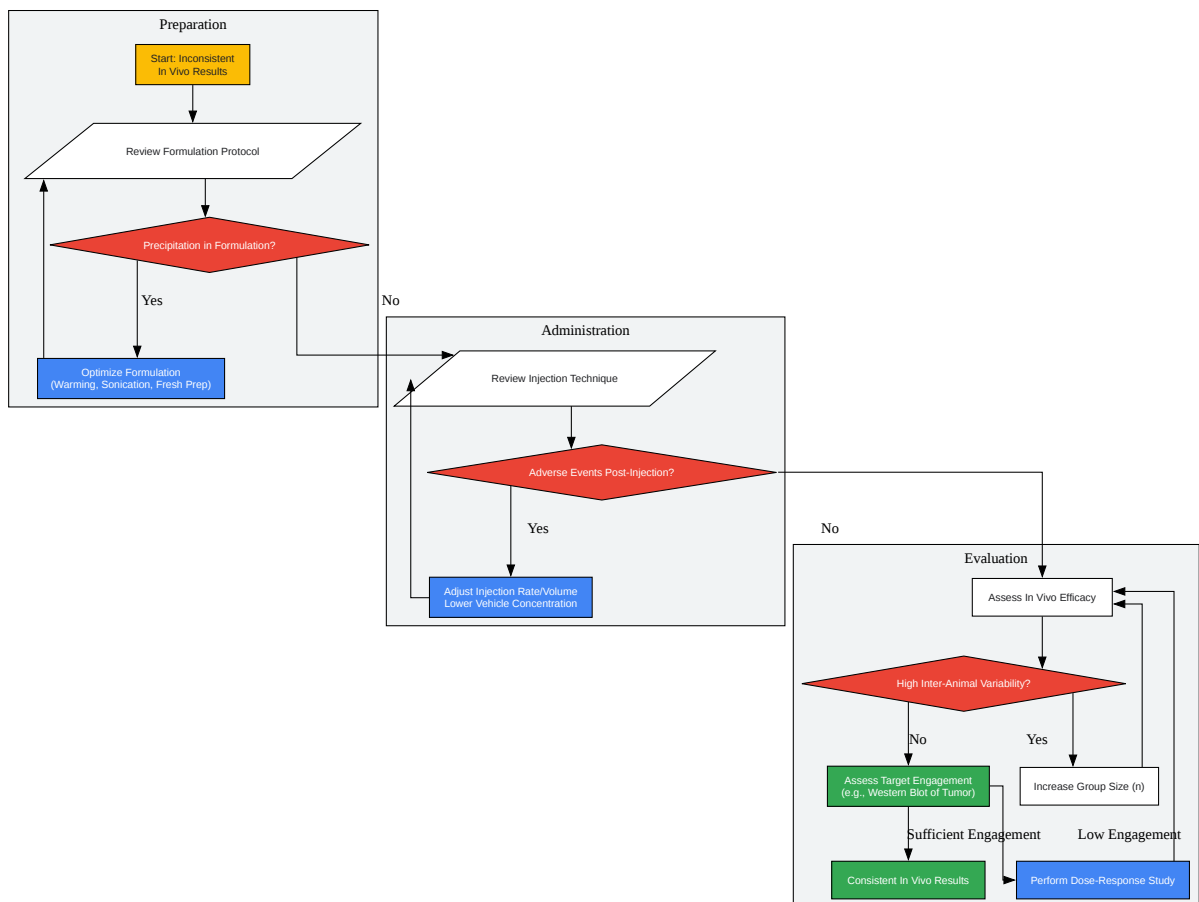 Preparation
Start: Inconsistent
In Vivo Results
Review Formulation Protocol
Precipitation in Formulation?
Yes
No
Optimize Formulation
(Warming, Sonication, Fresh Prep)
Administration
Review Injection Technique
Adverse Events Post-Injection?
Yes
No
Adjust Injection Rate/Volume
Lower Vehicle Concentration
Evaluation
Assess In Vivo Efficacy
High Inter-Animal Variability?
No
Yes
Assess Target Engagement
(e.g., Western Blot of Tumor)
Increase Group Size (n)
Sufficient Engagement
Low Engagement
Consistent In Vivo Results
Perform Dose-Response Study